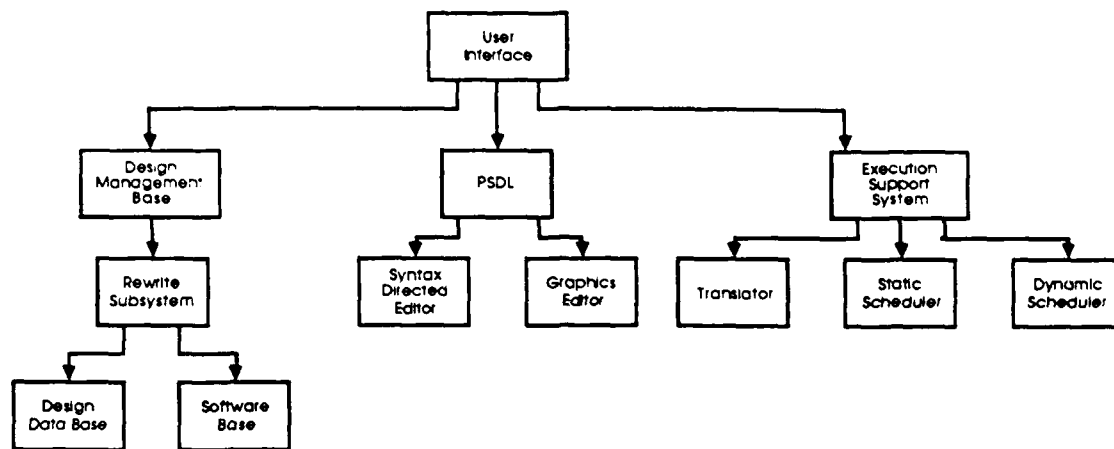 User
Interface
Design
Management
Base
PSDL
Execution
Support
System
Rewrite
Subsystem
Syntax
Directed
Editor
Graphics
Editor
Translator
Static
Scheduler
Dynamic
Scheduler
Design
Data Base
Software
Base